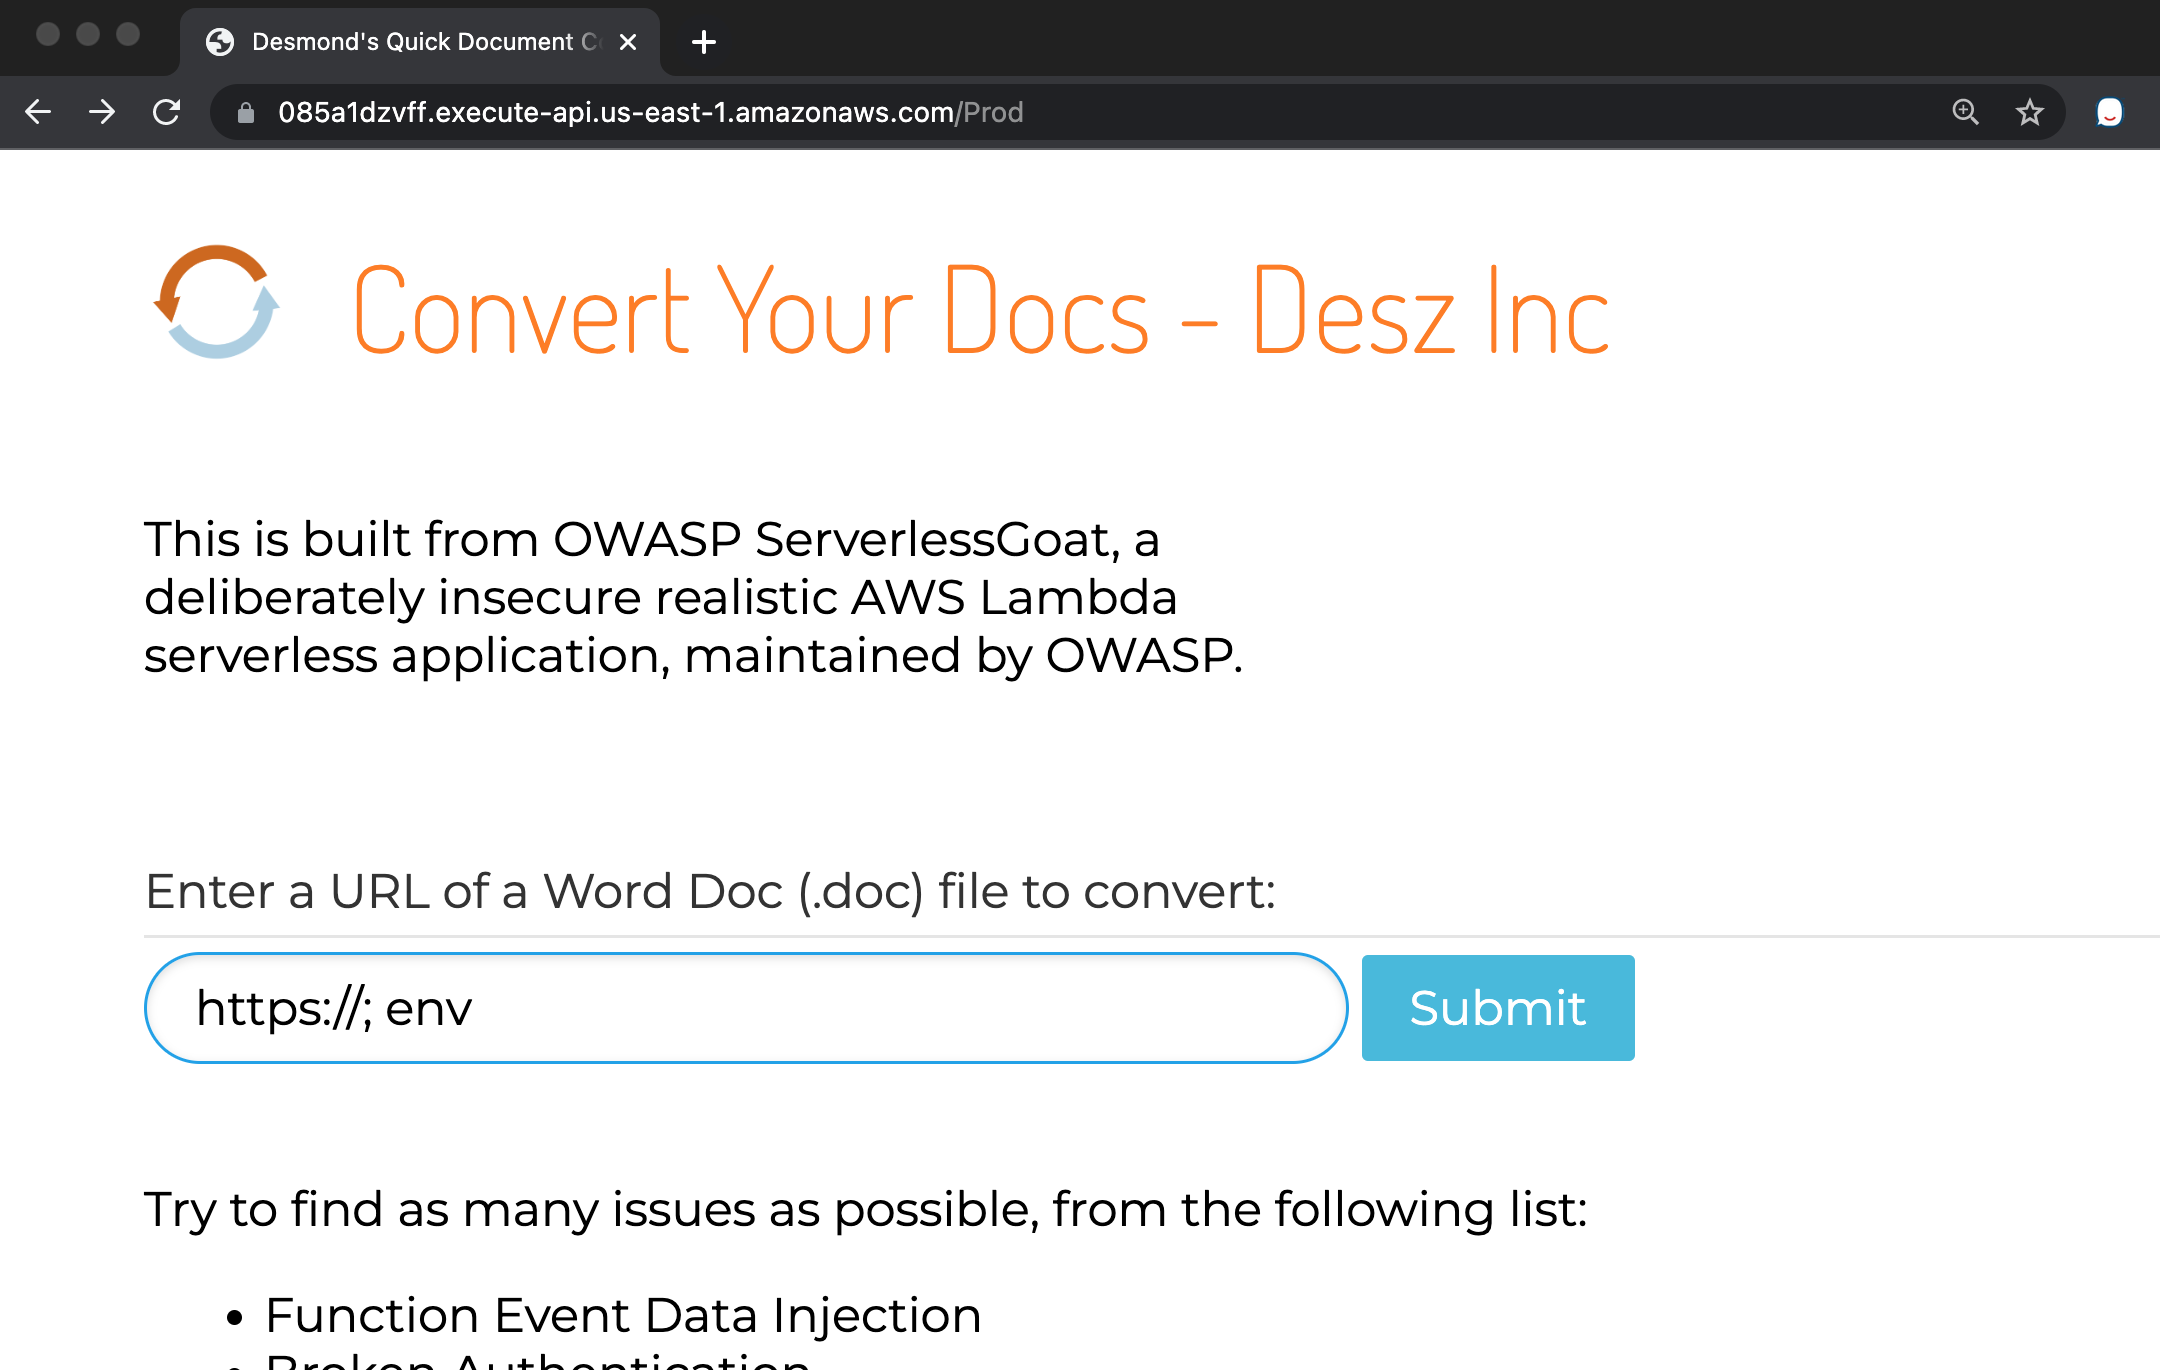 Desmond's Quick Document
085a1dzvff.execute-api.us-east-1.amazonaws.com/Prod
Convert Your Docs - Desz Inc
This is built from OWASP ServerlessGoat, a
deliberately insecure realistic AWS Lambda
serverless application, maintained by OWASP.
Enter a URL of a Word Doc (.doc) file to convert:
https://; env
Submit
Try to find as many issues as possible, from the following list:
• Function Event Data Injection
• Broken Authentication